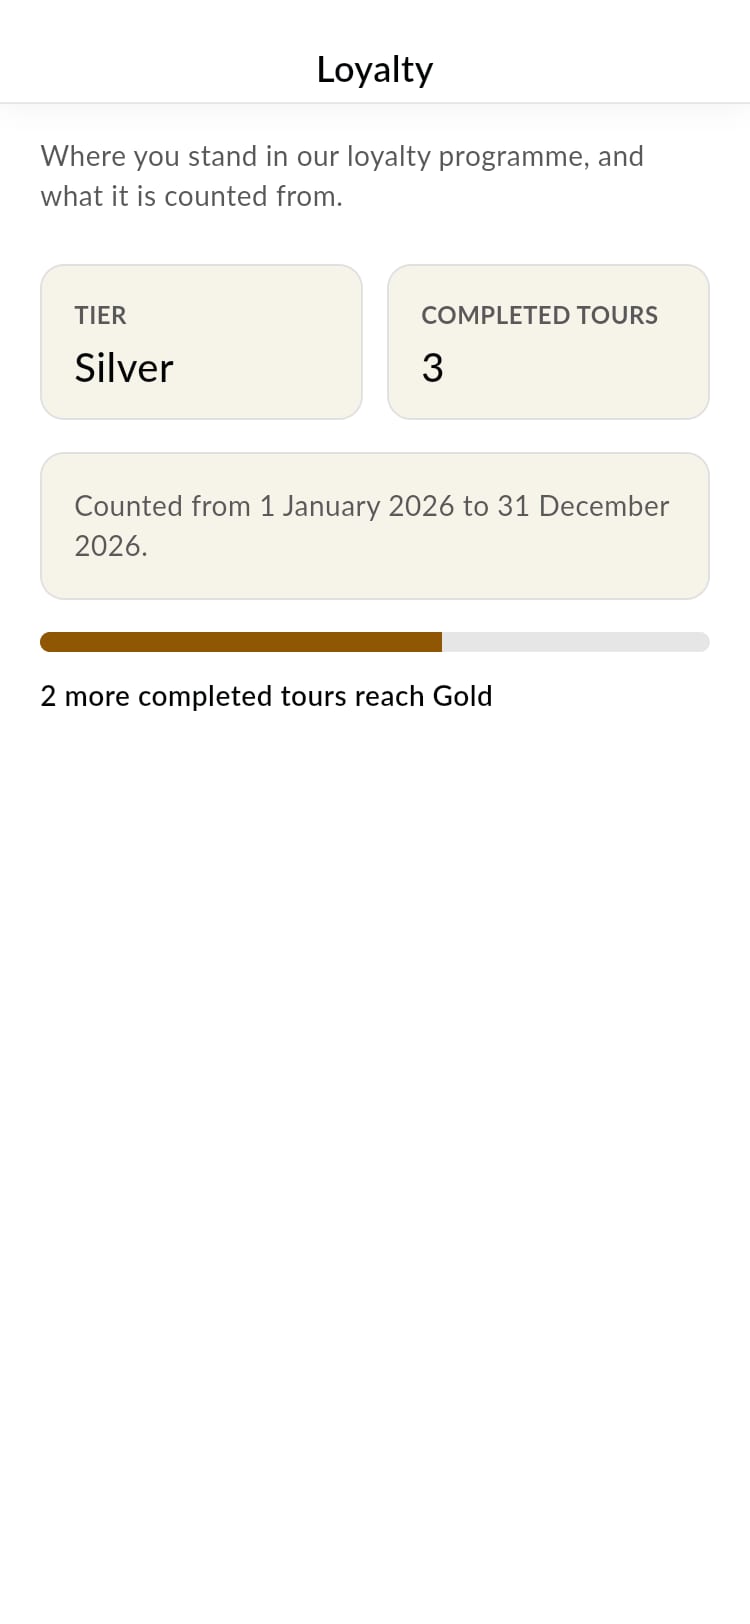 Loyalty
Where you stand in our loyalty programme, and
what it is counted from.
TIER
Silver
COMPLETED TOURS
3
Counted from 1 January 2026 to 31 December
2026.
2 more completed tours reach Gold